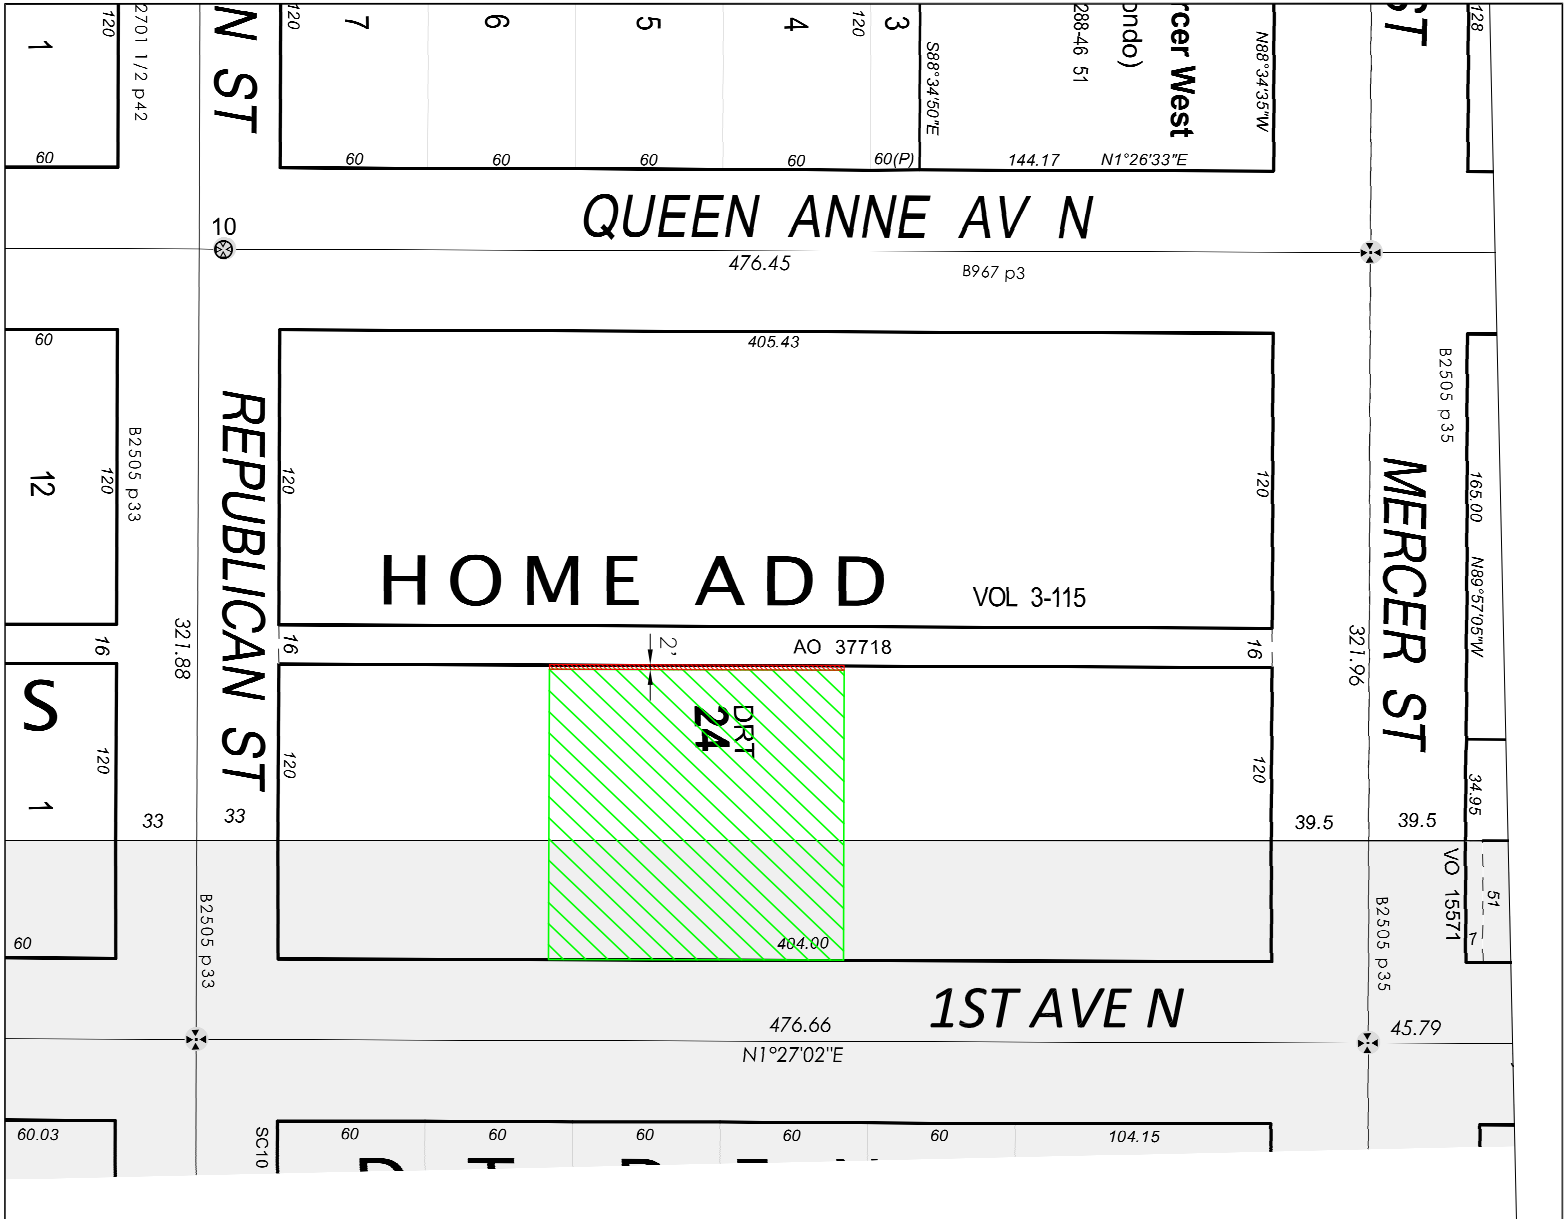 1
120
2701 1/2 p42
N ST
120
7
6
5
4
120
3
S88°34'50"E
288-46 51
ondo)
rcer West
N88°34'35"W
ST
128
60
60
60
60
60
60(P)
144.17
N1°26'33"E
QUEEN ANNE AV N
10
476.45
B967 p3
60
405.43
12
120
B2505 p33
REPUBLICAN ST
120
120
B2505 p35
MERCER ST
165.00
N89°57'05"W
HOME ADD
VOL 3-115
16
321.88
16
2'
AO 37718
16
321.96
S
1
120
120
DRT
24
120
34.95
33
33
39.5
39.5
VO 15571
51
7
60
B2505 p33
404.00
B2505 p35
1ST AVE N
476.66
N1°27'02"E
45.79
60.03
SC10
60
60
60
60
60
104.15